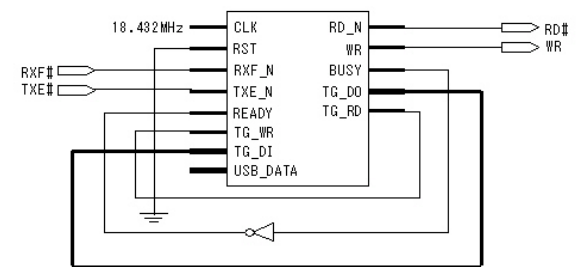 18.432MHz CLK RD_N RD#
RST WR WR
RXF# RXF_N BUSY
TXE# TXE_N TG_DO
READY TG_RD
TG_WR
TG_DI
USB_DATA